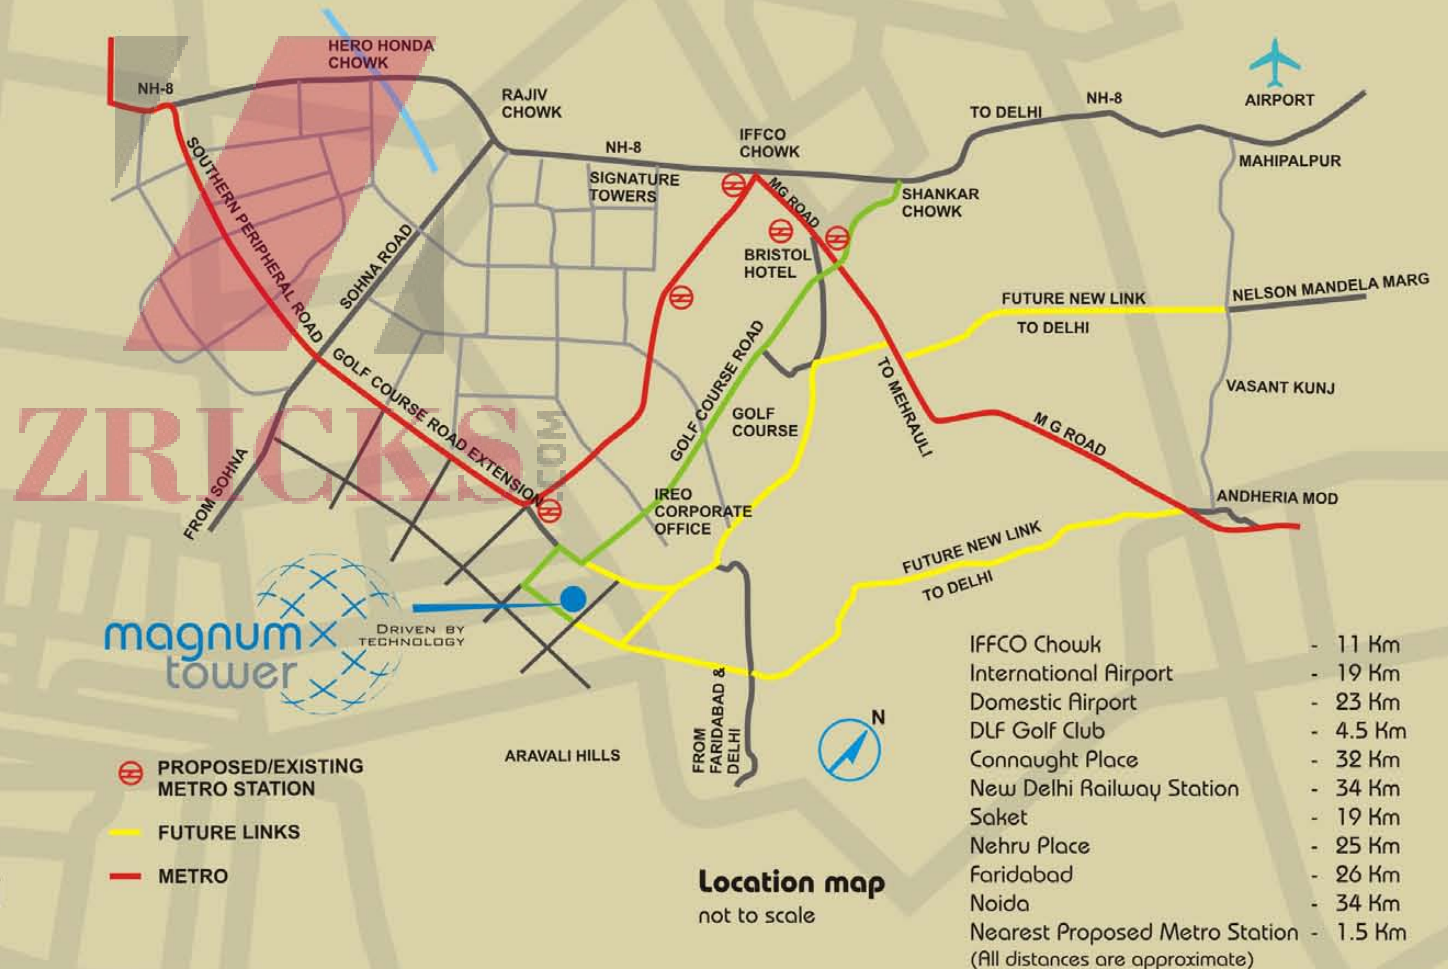 HERO HONDA
CHOWK
NH-8
RAJIV
CHOWK
IFFCO
CHOWK
NH-8
SIGNATURE
TOWERS
MG ROAD
TO DELHI
NH-8
AIRPORT
MAHIPALPUR
SHANKAR
CHOWK
BRISTOL
HOTEL
SOUTHERN PERIPHERAL ROAD
SOHNA ROAD
NELSON MANDELA MARG
FUTURE NEW LINK
TO DELHI
GOLF COURSE ROAD
GOLF COURSE ROAD EXTENSION
GOLF
COURSE
TO MEHRAULI
VASANT KUNJ
M G ROAD
ZRICKS
.COM
FROM SOHNA
IREO
CORPORATE
OFFICE
ANDHERIA MOD
FUTURE NEW LINK
TO DELHI
magnum
tower
DRIVEN BY
TECHNOLOGY
FROM
FARIDABAD &
DELHI
ARAVALI HILLS
N
PROPOSED/EXISTING
METRO STATION
FUTURE LINKS
METRO
Location map
not to scale
IFFCO Chowk - 11 Km
International Airport - 19 Km
Domestic Airport - 23 Km
DLF Golf Club - 4.5 Km
Connaught Place - 32 Km
New Delhi Railway Station - 34 Km
Saket - 19 Km
Nehru Place - 25 Km
Faridabad - 26 Km
Noida - 34 Km
Nearest Proposed Metro Station - 1.5 Km
(All distances are approximate)